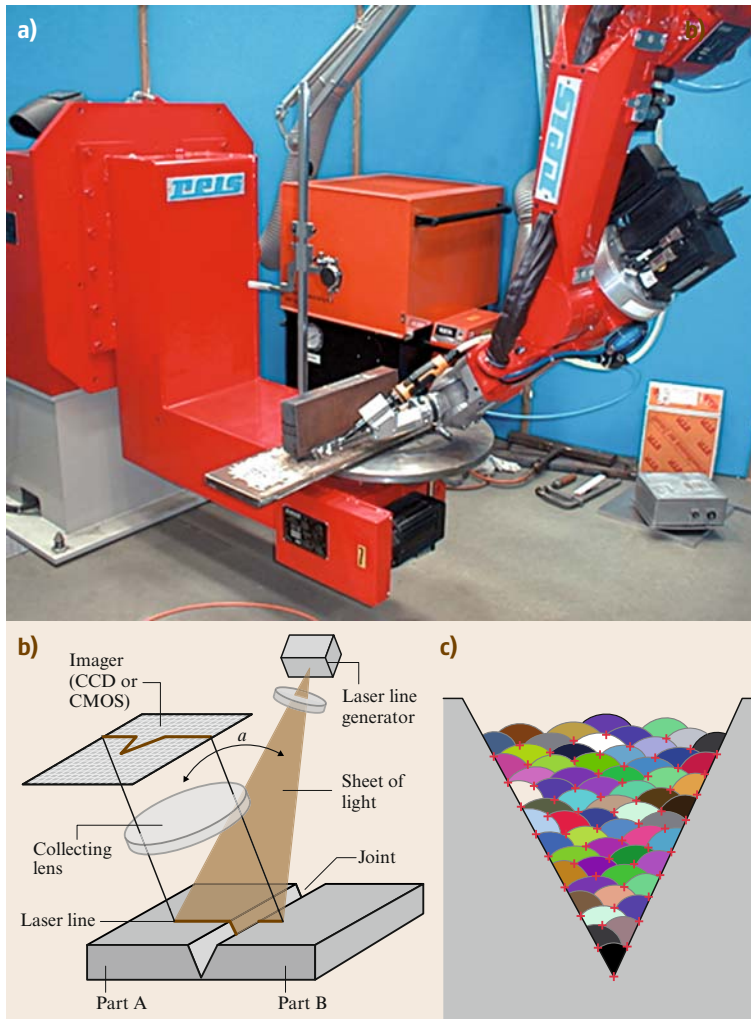 a)
b)
reis
REIS
b)
Imager
(CCD or
CMOS)
Laser line
generator
a
Sheet of
light
Collecting
lens
Joint
Laser line
Part A
Part B
c)